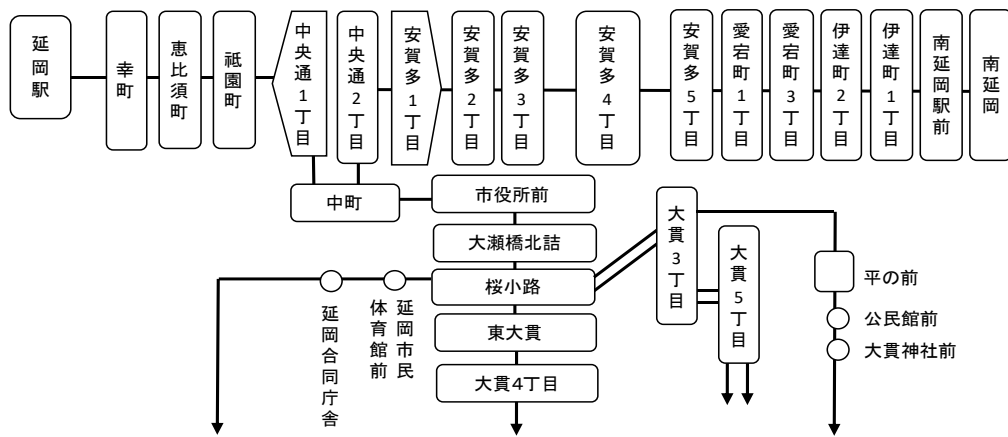 延岡駅
幸町
恵比須町
祗園町
中央通1丁目
中央通2丁目
安賀多1丁目
安賀多2丁目
安賀多3丁目
安賀多4丁目
安賀多5丁目
愛宕町1丁目
愛宕町3丁目
伊達町2丁目
伊達町1丁目
南延岡駅前
南延岡
中町
市役所前
大瀬橋北詰
桜小路
東大貫
大貫4丁目
延岡市民体育館前
延岡合同庁舎
大貫3丁目
大貫5丁目
平の前
公民館前
大貫神社前